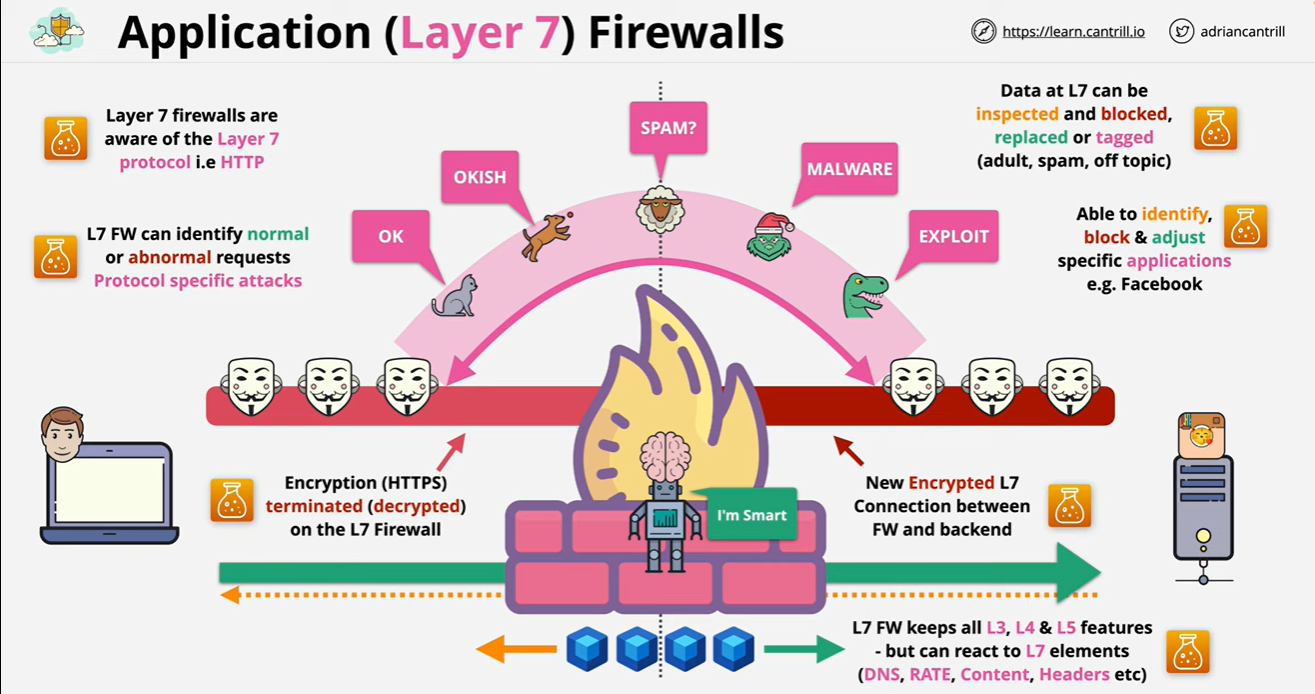 Application (Layer 7) Firewalls
https://learn.cantrill.io
adriancantrill
Layer 7 firewalls are
aware of the Layer 7
protocol i.e HTTP
L7 FW can identify normal
or abnormal requests
Protocol specific attacks
OK
OKISH
SPAM?
MALWARE
EXPLOIT
Data at L7 can be
inspected and blocked,
replaced or tagged
(adult, spam, off topic)
Able to identify,
block & adjust
specific applications
e.g. Facebook
Encryption (HTTPS)
terminated (decrypted)
on the L7 Firewall
I'm Smart
New Encrypted L7
Connection between
FW and backend
L7 FW keeps all L3, L4 & L5 features
- but can react to L7 elements
(DNS, RATE, Content, Headers etc)